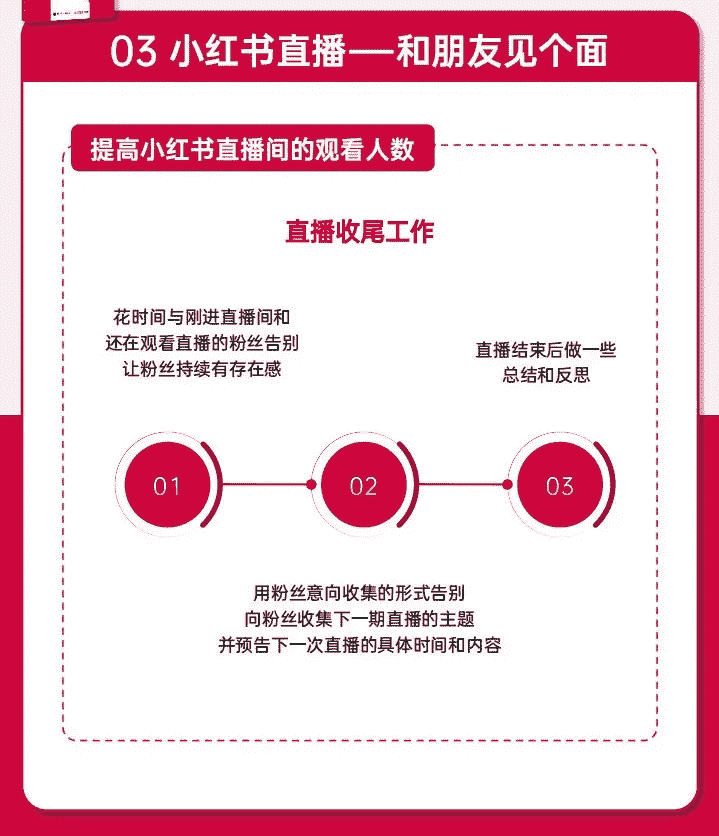 03 小红书直播——和朋友见个面
提高小红书直播间的观看人数
直播收尾工作
花时间与刚进直播间和
还在观看直播的粉丝告别
让粉丝持续有存在感
直播结束后做一些
总结和反思
01
02
03
用粉丝意向收集的形式告别
向粉丝收集下一期直播的主题
并预告下一次直播的具体时间和内容